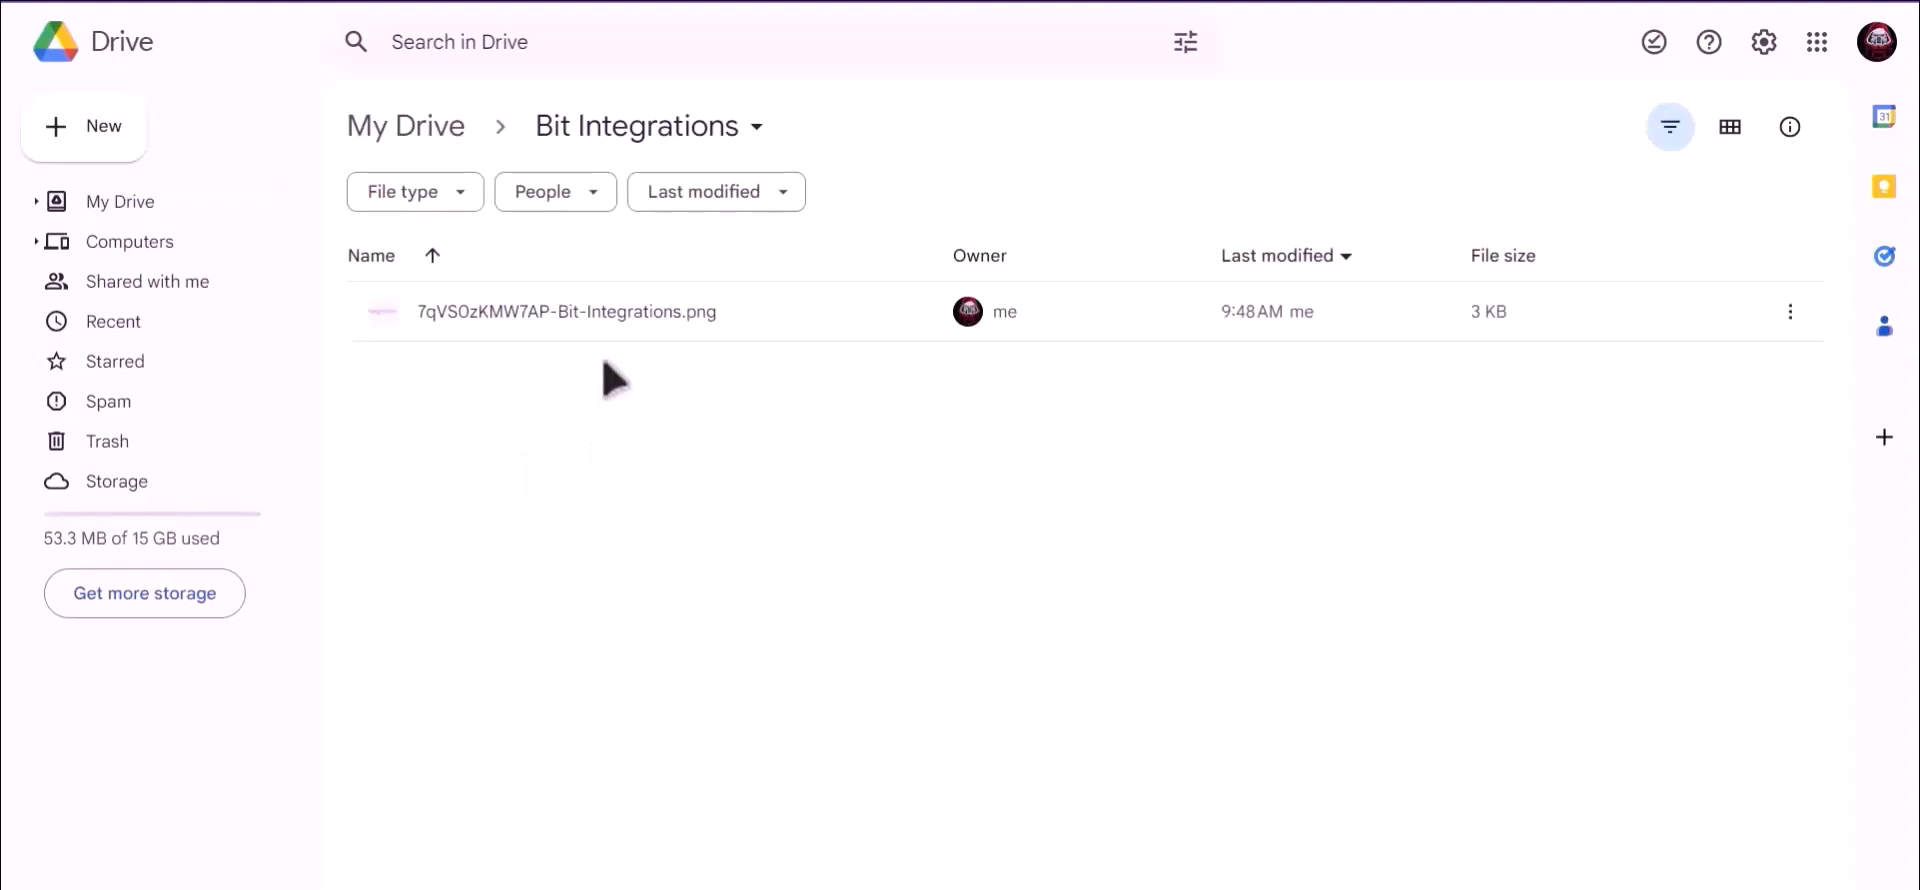 Drive
Search in Drive
New
My Drive
Computers
Shared with me
Recent
Starred
Spam
Trash
Storage
53.3 MB of 15 GB used
Get more storage
My Drive > Bit Integrations
File type
People
Last modified
Name
Owner
Last modified
File size
7qVS0zKMW7AP-Bit-Integrations.png
me
9:48 AM me
3 KB
31